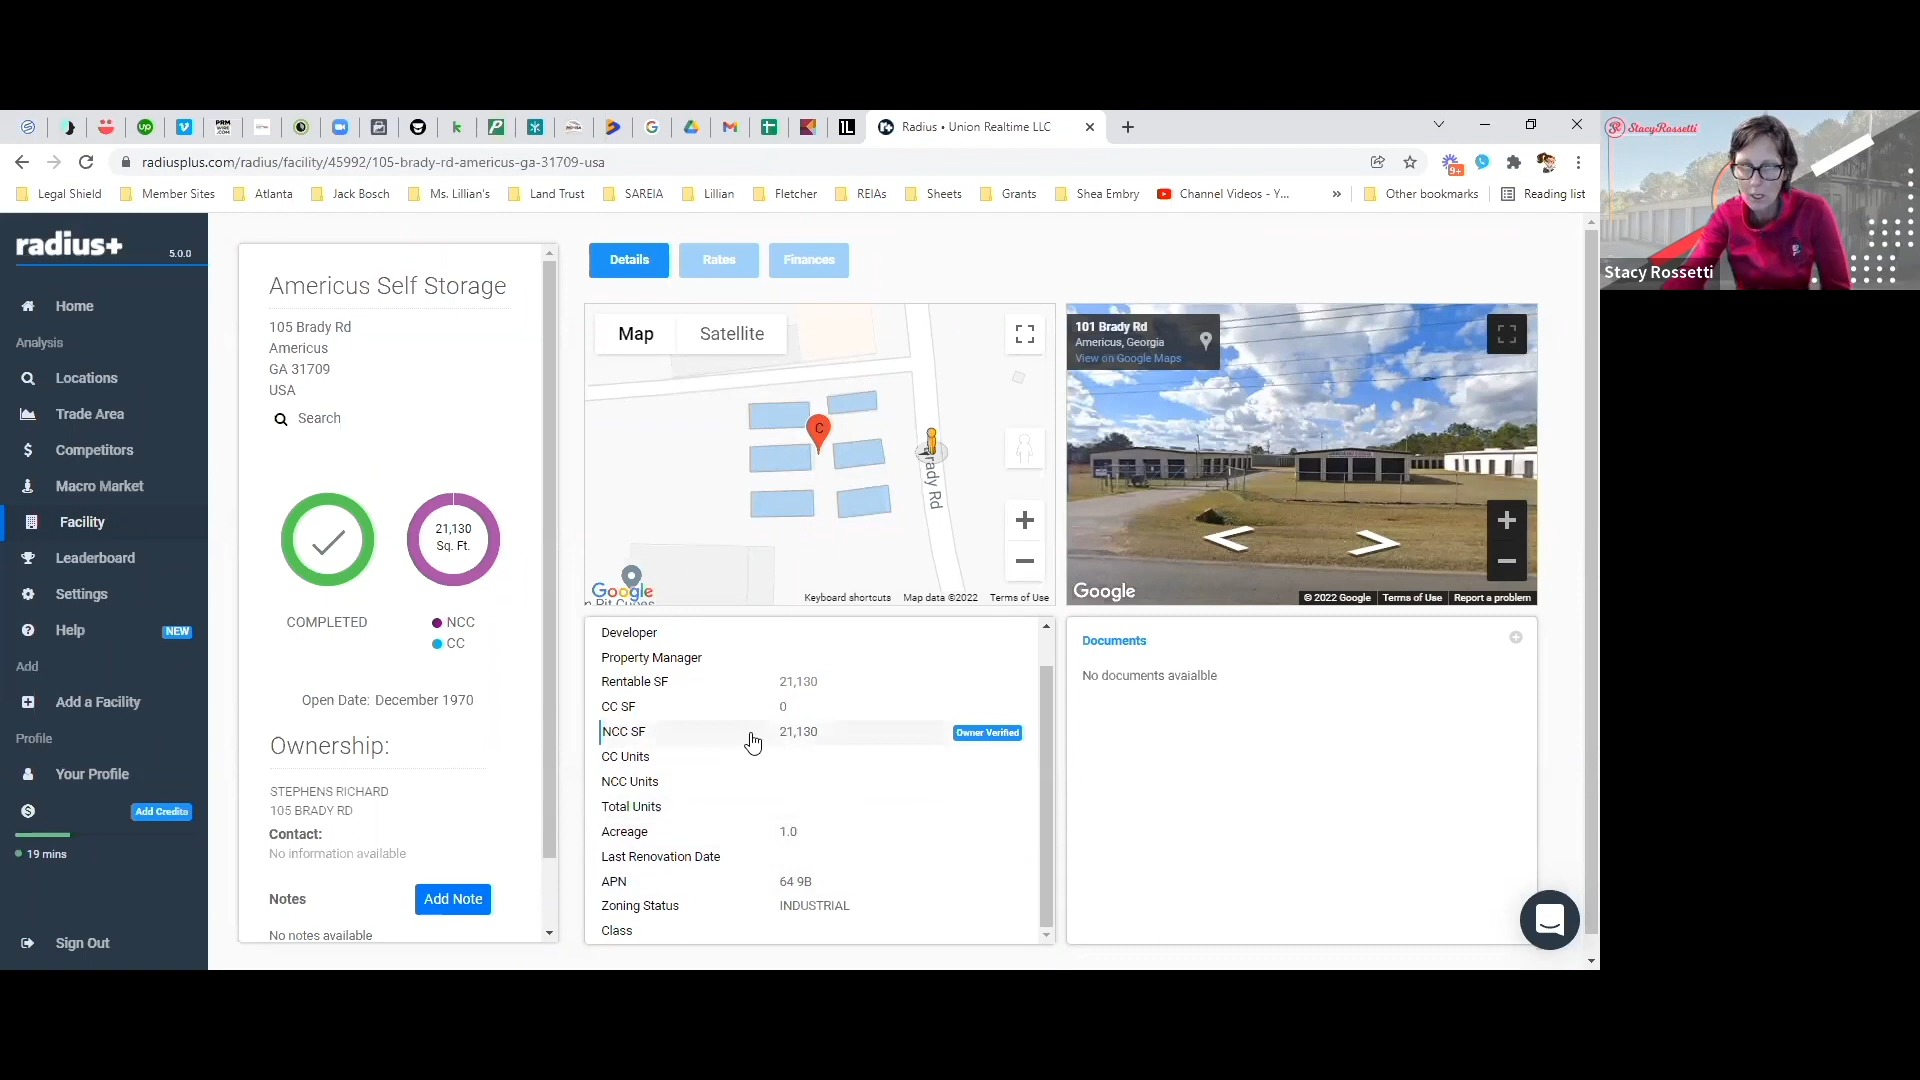 PRM
WIRE.COM
up
1L
Radius • Union Realtime LLC
radiusplus.com/radius/facility/45992/105-brady-rd-americus-ga-31709-usa
9+
Legal Shield
Member Sites
Atlanta
Jack Bosch
Ms. Lillian's
Land Trust
SAREIA
Lillian
Fletcher
REIAs
Sheets
Grants
Shea Embry
Channel Videos - Y...
»
Other bookmarks
Reading list
StacyRossetti
Stacy Rossetti
radius+
5.0.0
Home
Analysis
Locations
Trade Area
Competitors
Macro Market
Facility
Leaderboard
Settings
Help NEW
Add
Add a Facility
Profile
Your Profile
Add Credits
19 mins
Sign Out
Americus Self Storage
105 Brady Rd
Americus
GA 31709
USA
Search
21,130
Sq. Ft.
COMPLETED
NCC
CC
Open Date: December 1970
Ownership:
STEPHENS RICHARD
105 BRADY RD
Contact:
No information available
Notes
Add Note
No notes available
Details
Rates
Finances
Map
Satellite
C
Brady Rd
Google
Keyboard shortcuts
Map data ©2022
Terms of Use
101 Brady Rd
Americus, Georgia
View on Google Maps
Google
© 2022 Google
Terms of Use
Report a problem
Developer
Property Manager
Rentable SF 21,130
CC SF 0
NCC SF 21,130 Owner Verified
CC Units
NCC Units
Total Units
Acreage 1.0
Last Renovation Date
APN 64 9B
Zoning Status INDUSTRIAL
Class
Documents
No documents avaialble